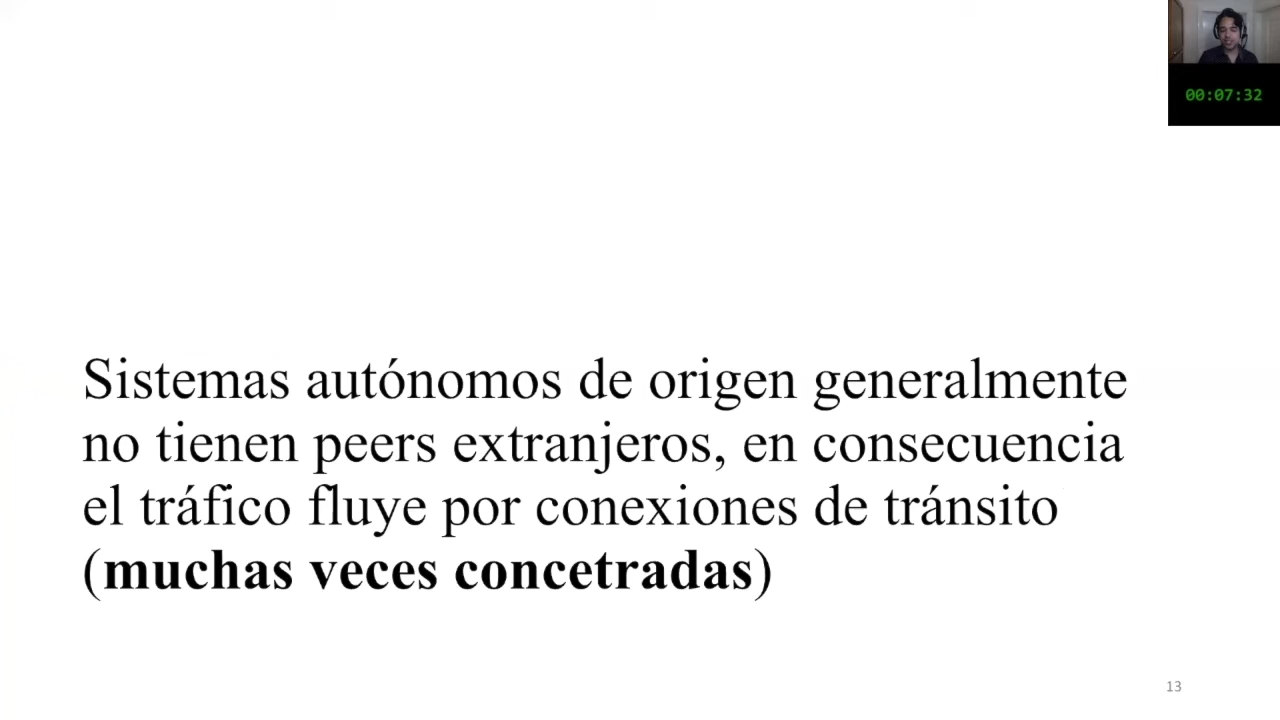 00:07:32
Sistemas autónomos de origen generalmente
no tienen peers extranjeros, en consecuencia
el tráfico fluye por conexiones de tránsito
(muchas veces concetradas)
13